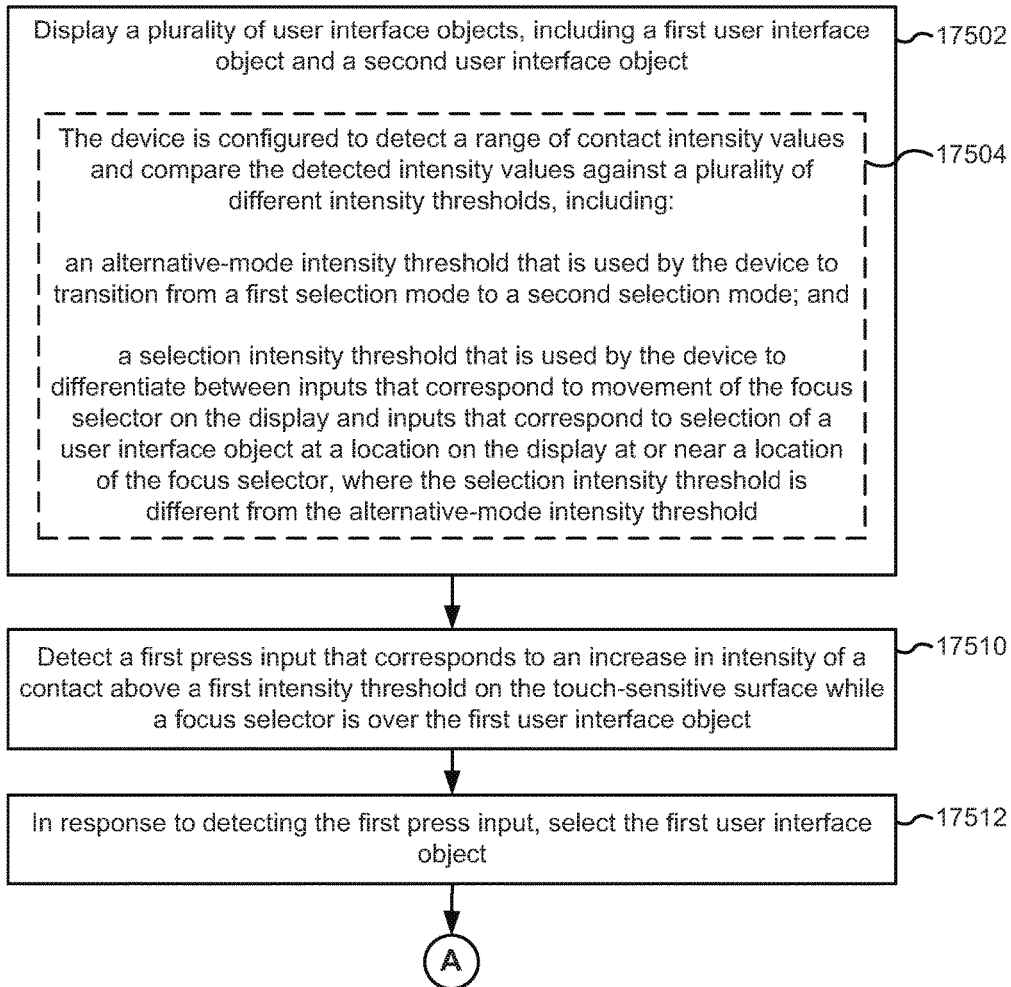 Display a plurality of user interface objects, including a first user interface
object and a second user interface object
17502
The device is configured to detect a range of contact intensity values
and compare the detected intensity values against a plurality of
different intensity thresholds, including:
17504
an alternative-mode intensity threshold that is used by the device to
transition from a first selection mode to a second selection mode; and
a selection intensity threshold that is used by the device to
differentiate between inputs that correspond to movement of the focus
selector on the display and inputs that correspond to selection of a
user interface object at a location on the display at or near a location
of the focus selector, where the selection intensity threshold is
different from the alternative-mode intensity threshold
Detect a first press input that corresponds to an increase in intensity of a
contact above a first intensity threshold on the touch-sensitive surface while
a focus selector is over the first user interface object
17510
In response to detecting the first press input, select the first user interface
object
17512
A